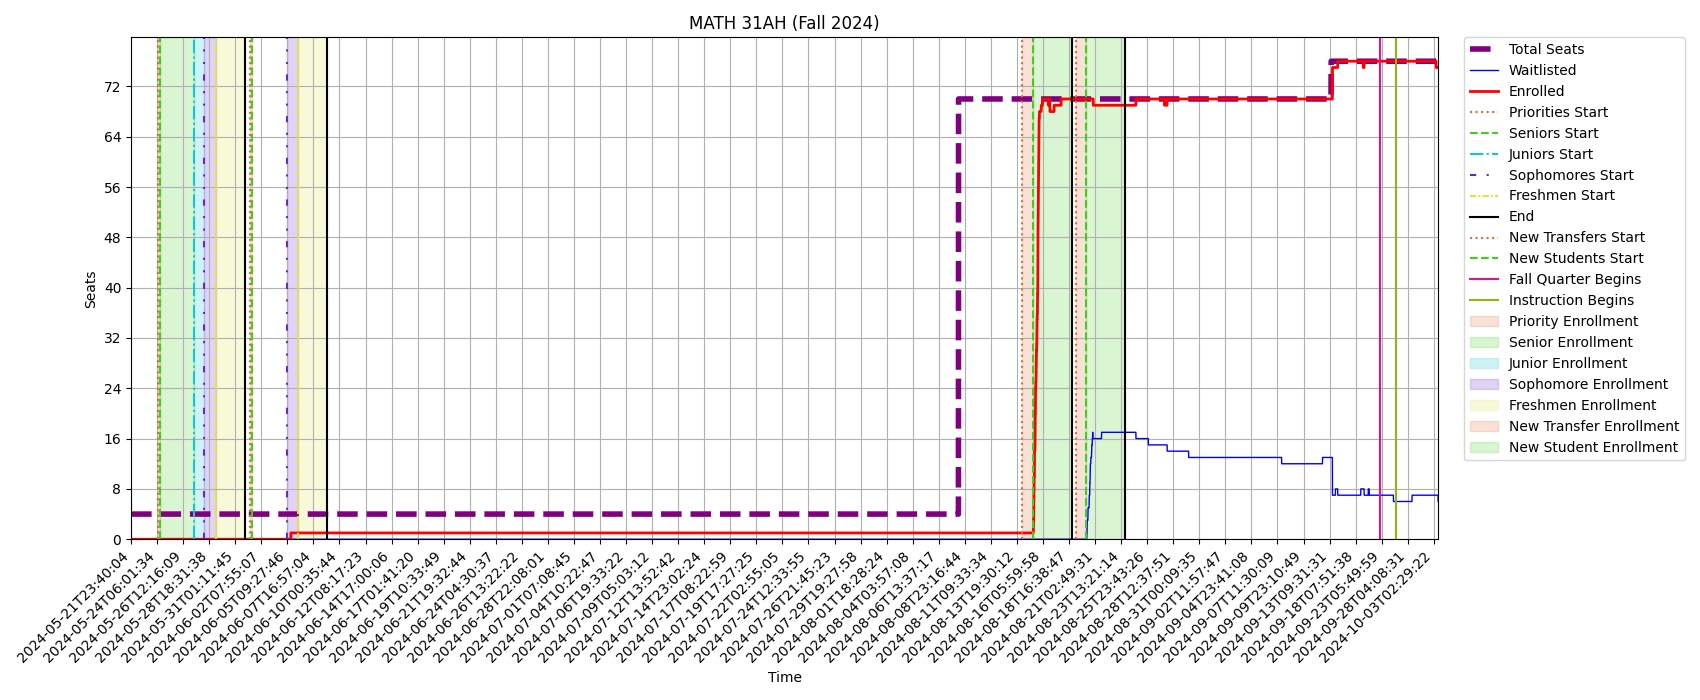 MATH 31AH (Fall 2024)
Seats
72
64
56
48
40
32
24
16
8
0
2024-05-21T23:40:04
2024-05-24T06:01:34
2024-05-26T12:16:09
2024-05-28T18:31:38
2024-05-31T01:11:45
2024-06-02T07:55:07
2024-06-05T09:27:46
2024-06-07T16:57:04
2024-06-10T00:35:44
2024-06-12T08:17:23
2024-06-14T17:00:06
2024-06-17T01:41:20
2024-06-19T10:33:49
2024-06-21T19:32:44
2024-06-24T04:30:37
2024-06-26T13:22:22
2024-06-28T22:08:01
2024-07-01T07:08:45
2024-07-04T10:22:47
2024-07-06T19:33:22
2024-07-09T05:03:12
2024-07-12T13:52:42
2024-07-14T23:02:24
2024-07-17T08:22:59
2024-07-19T17:27:25
2024-07-22T02:55:05
2024-07-24T12:33:55
2024-07-26T21:45:23
2024-07-29T19:27:58
2024-08-01T18:28:24
2024-08-04T03:57:08
2024-08-06T13:37:17
2024-08-08T23:16:44
2024-08-11T09:33:34
2024-08-13T19:30:12
2024-08-16T05:59:58
2024-08-18T16:38:47
2024-08-21T02:49:31
2024-08-23T13:21:14
2024-08-25T23:43:26
2024-08-28T12:37:51
2024-08-31T00:09:35
2024-09-02T11:57:47
2024-09-04T23:41:08
2024-09-07T11:30:09
2024-09-09T23:10:49
2024-09-13T09:31:31
2024-09-18T07:51:38
2024-09-23T05:49:59
2024-09-28T04:08:31
2024-10-03T02:29:22
Time
Total Seats
Waitlisted
Enrolled
Priorities Start
Seniors Start
Juniors Start
Sophomores Start
Freshmen Start
End
New Transfers Start
New Students Start
Fall Quarter Begins
Instruction Begins
Priority Enrollment
Senior Enrollment
Junior Enrollment
Sophomore Enrollment
Freshmen Enrollment
New Transfer Enrollment
New Student Enrollment